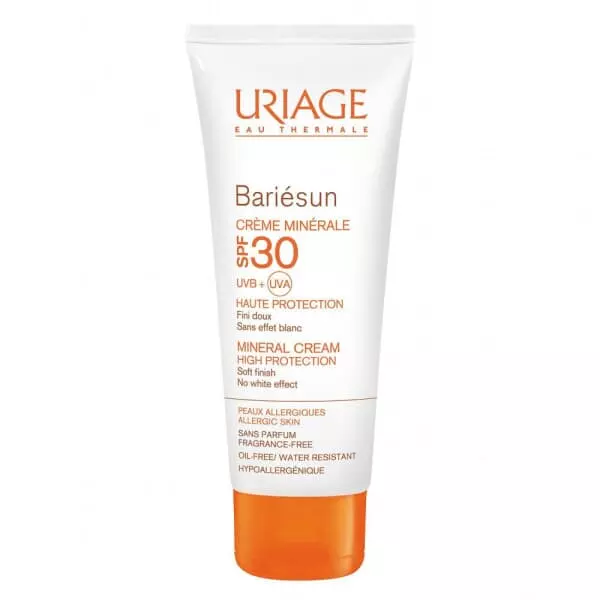 URIAGE
EAU THERMALE
Bariésun
CRÈME MINÉRALE
SPF 30
UVB + UVA
HAUTE PROTECTION
Fini doux
Sans effet blanc
MINERAL CREAM
HIGH PROTECTION
Soft finish
No white effect
PEAUX ALLERGIQUES
ALLERGIC SKIN
SANS PARFUM
FRAGRANCE-FREE
OIL-FREE/ WATER RESISTANT
HYPOALLERGÉNIQUE